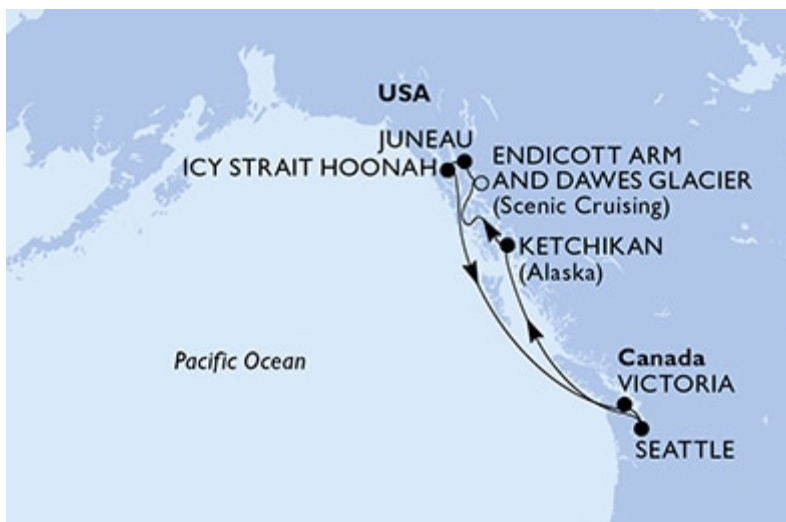 USA
JUNEAU
ICY STRAIT HOONAH
ENDICOTT ARM
AND DAWES GLACIER
(Scenic Cruising)
KETCHIKAN
(Alaska)
Pacific Ocean
Canada
VICTORIA
SEATTLE